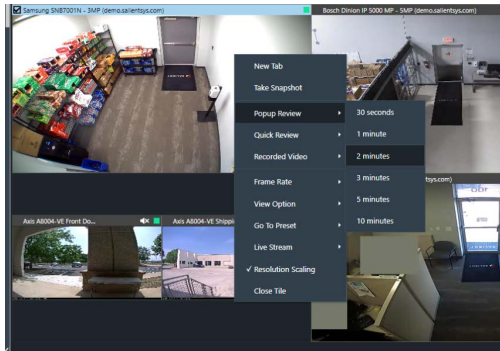 Samsung SNB7001N - 3MP (demo.salientsys.com)
Bosch Dinion IP 5000 MP - 5MP (demo.salientsys.com)
New Tab
Take Snapshot
Popup Review
30 seconds
Quick Review
1 minute
Recorded Video
2 minutes
Frame Rate
3 minutes
tsys.com)
View Option
5 minutes
Go To Preset
10 minutes
Axis A8004-VE Front Do...
Axis A8004-VE Shippi
Live Stream
✓ Resolution Scaling
Close Tile